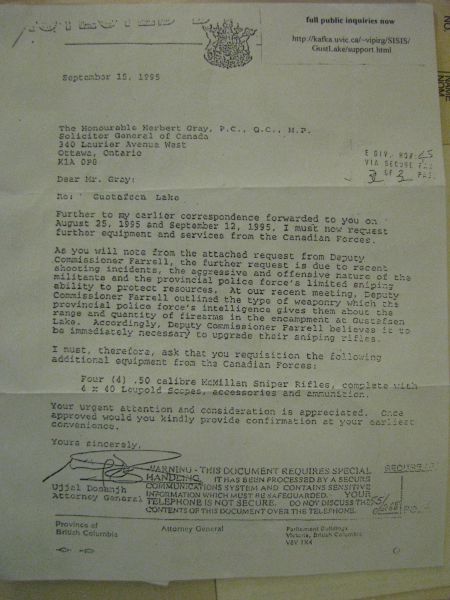 full public inquiries now
http://kafka.uvic.ca/~vipirg/SISIS/
GustLake/support.html
NO.
NAME
NOM
September 15, 1995
The Honourable Herbert Gray, P.C., Q.C., M.P.
Solicitor General of Canada
340 Laurier Avenue West
Ottawa, Ontario
K1A 0P8
E DIV. HDQ
VIA SECURE FAX
3 OF 3 PAG.
Dear Mr. Gray:
Re: Gustafsen Lake
Further to my earlier correspondence forwarded to you on
August 25, 1995 and September 12, 1995, I must now request
further equipment and services from the Canadian Forces.
As you will note from the attached request from Deputy
Commissioner Farrell, the further request is due to recent
shooting incidents, the aggressive and offensive nature of the
militants and the provincial police force's limited sniping
ability to protect resources. At our recent meeting, Deputy
Commissioner Farrell outlined the type of weaponry which the
provincial police force's intelligence gives them about the
range and quantity of firearms in the encampment at Gustafsen
Lake. Accordingly, Deputy Commissioner Farrell believes it to
be immediately necessary to upgrade their sniping rifles.
I must, therefore, ask that you requisition the following
additional equipment from the Canadian Forces:
Four (4) .50 calibre McMillan Sniper Rifles, complete with
4 x 40 Leupold Scopes, accessories and ammunition.
Your urgent attention and consideration is appreciated. Once
approved would you kindly provide confirmation at your earliest
convenience.
Yours sincerely,
Ujjal Dosanjh
Attorney General
WARNING - THIS DOCUMENT REQUIRES SPECIAL
HANDLING. IT HAS BEEN PROCESSED BY A SECURE
COMMUNICATIONS SYSTEM AND CONTAINS SENSITIVE
INFORMATION WHICH MUST BE SAFEGUARDED. YOUR
TELEPHONE IS NOT SECURE. DO NOT DISCUSS THE
CONTENTS OF THIS DOCUMENT OVER THE TELEPHONE.
Province of
British Columbia
Attorney General
Parliament Buildings
Victoria, British Columbia
V8V 1X4